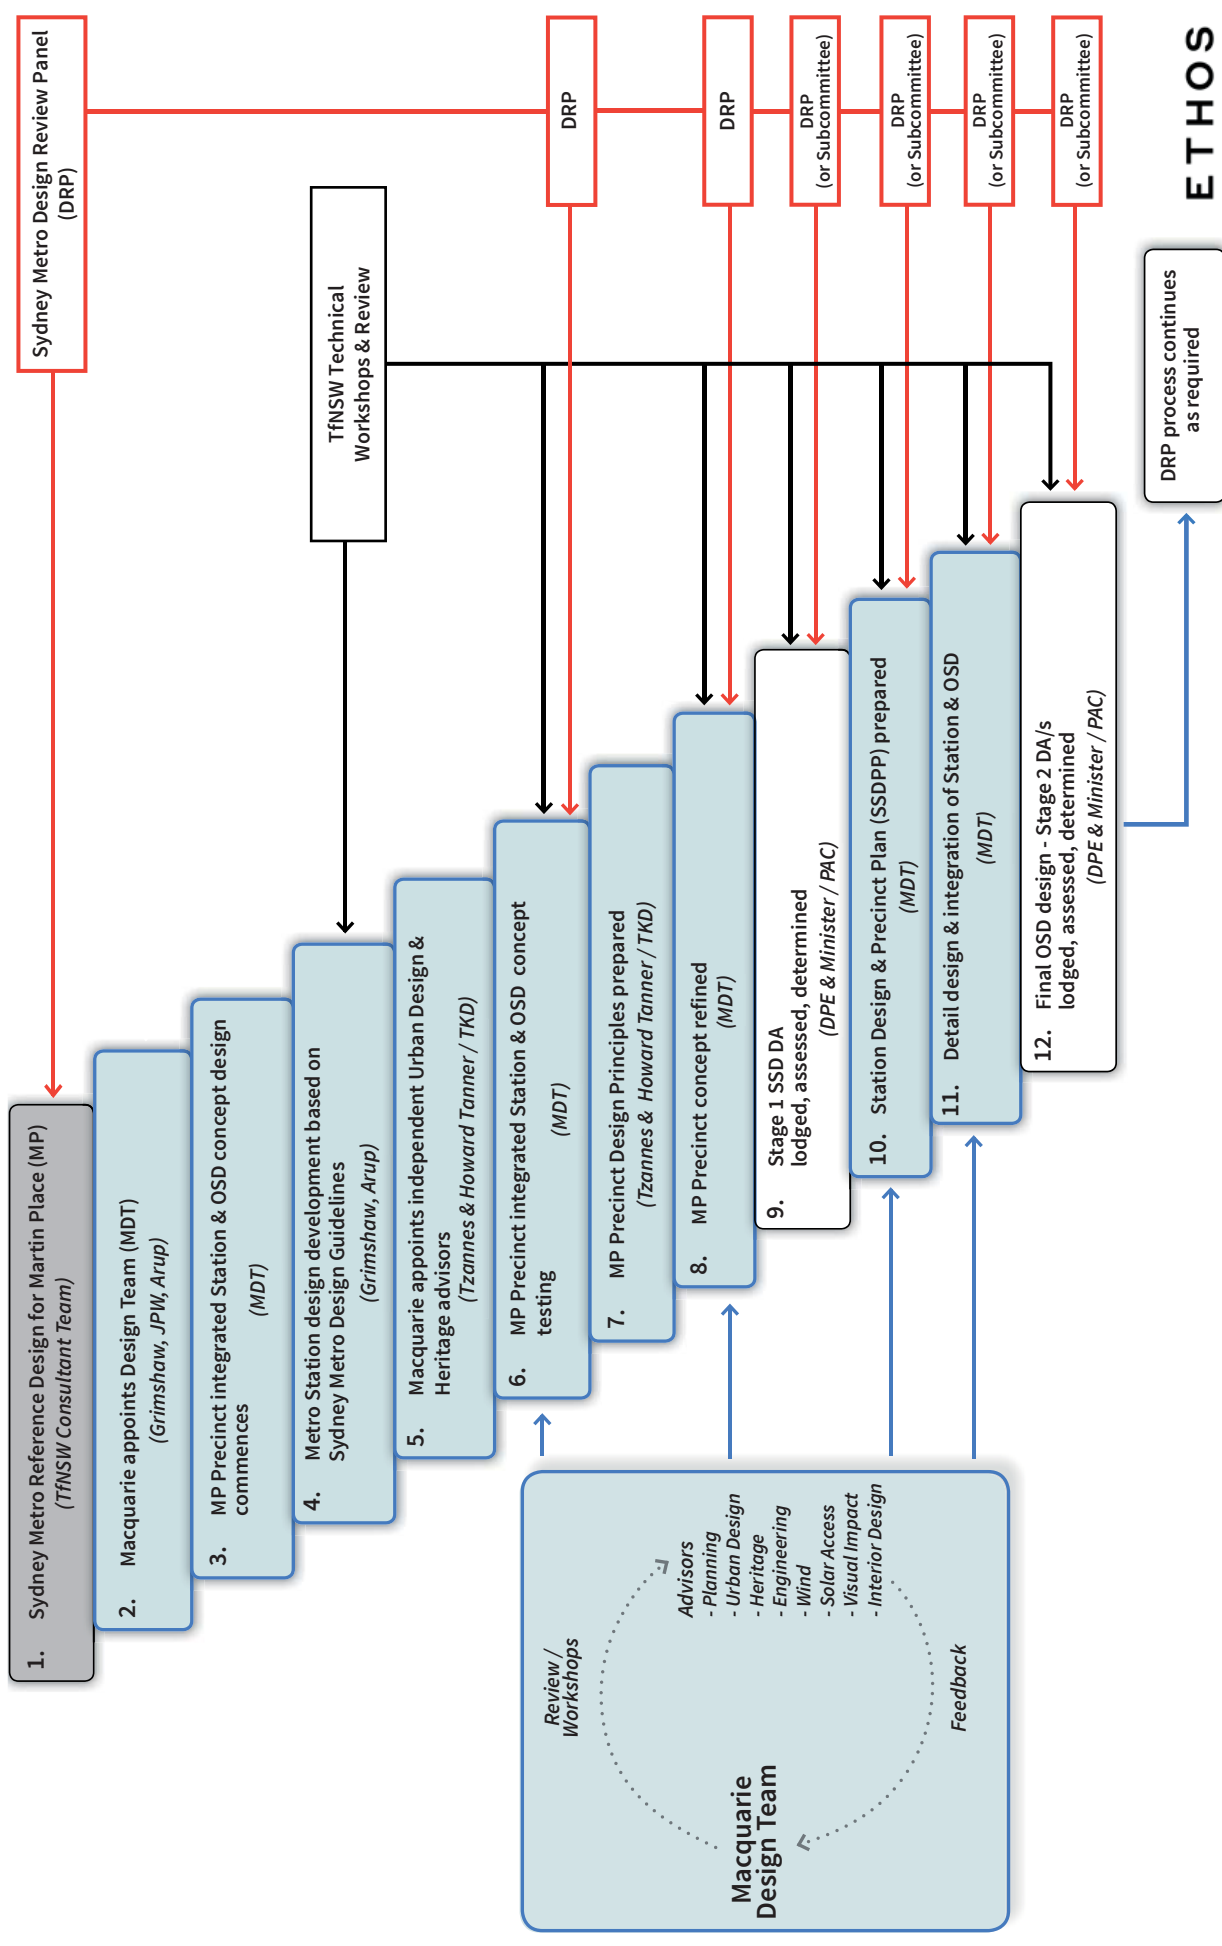 1. Sydney Metro Reference Design for Martin Place (MP)
(TfNSW Consultant Team)
2. Macquarie appoints Design Team (MDT)
(Grimshaw, JPW, Arup)
3. MP Precinct integrated Station & OSD concept design
commences
(MDT)
4. Metro Station design development based on
Sydney Metro Design Guidelines
(Grimshaw, Arup)
5. Macquarie appoints independent Urban Design &
Heritage advisors
(Tzannes & Howard Tanner / TKD)
6. MP Precinct integrated Station & OSD concept
testing
(MDT)
7. MP Precinct Design Principles prepared
(Tzannes & Howard Tanner / TKD)
8. MP Precinct concept refined
(MDT)
9. Stage 1 SSD DA
lodged, assessed, determined
(DPE & Minister / PAC)
10. Station Design & Precinct Plan (SSDPP) prepared
(MDT)
11. Detail design & integration of Station & OSD
(MDT)
12. Final OSD design - Stage 2 DA/s
lodged, assessed, determined
(DPE & Minister / PAC)
Sydney Metro Design Review Panel
(DRP)
TfNSW Technical
Workshops & Review
DRP
DRP
DRP
(or Subcommittee)
DRP
(or Subcommittee)
DRP
(or Subcommittee)
DRP
(or Subcommittee)
DRP process continues
as required
Review /
Workshops
Macquarie
Design Team
Advisors
- Planning
- Urban Design
- Heritage
- Engineering
- Wind
- Solar Access
- Visual Impact
- Interior Design
Feedback
ETHOS